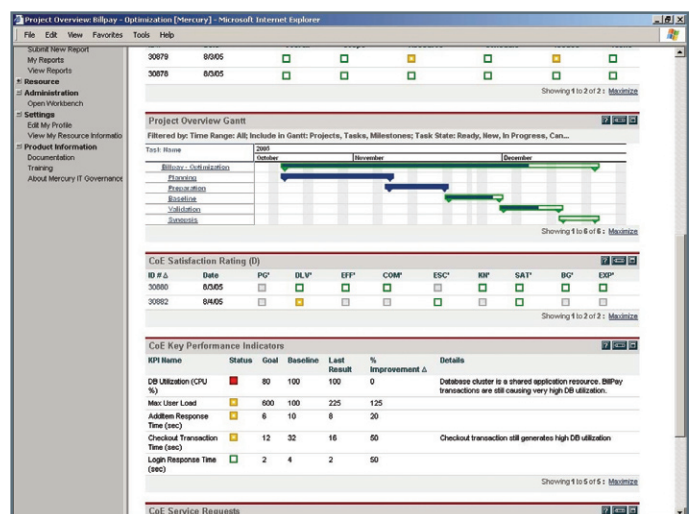 Project Overview: Billpay - Optimization [Mercury] - Microsoft Internet Explorer
File Edit View Favorites Tools Help
Submit New Report
My Reports
View Reports
Resource
Administration
Open Workbench
Settings
Edit My Profile
View My Resource Informatio
Product Information
Documentation
Training
About Mercury IT Governance
30879 8/3/05
30878 8/3/05
Showing 1 to 2 of 2 : Maximize
Project Overview Gantt
Filtered by: Time Range: All; Include in Gantt: Projects, Tasks, Milestones; Task State: Ready, New, In Progress, Can...
Task Name 2005
October November December
Billpay - Optimization
Planning
Preparation
Baseline
Validation
Synopsis
Showing 1 to 6 of 6 : Maximize
CoE Satisfaction Rating (D)
ID # Δ Date PG* DLV* EFF* COM* ESC* KN* SAT* BG* EXP*
30880 8/3/05
30882 8/4/05
Showing 1 to 2 of 2 : Maximize
CoE Key Performance Indicators
KPI Name Status Goal Baseline Last Result % Improvement Δ Details
DB Utilization (CPU %) 80 100 100 0 Database cluster is a shared application resource. BillPay
transactions are still causing very high DB utilization.
Max User Load 600 100 225 125
AddItem Response Time (sec) 6 10 8 20
Checkout Transaction Time (sec) 12 32 16 50 Checkout transaction still generates high DB utilization
Login Response Time (sec) 2 4 2 50
Showing 1 to 5 of 5 : Maximize
CoE Service Requests